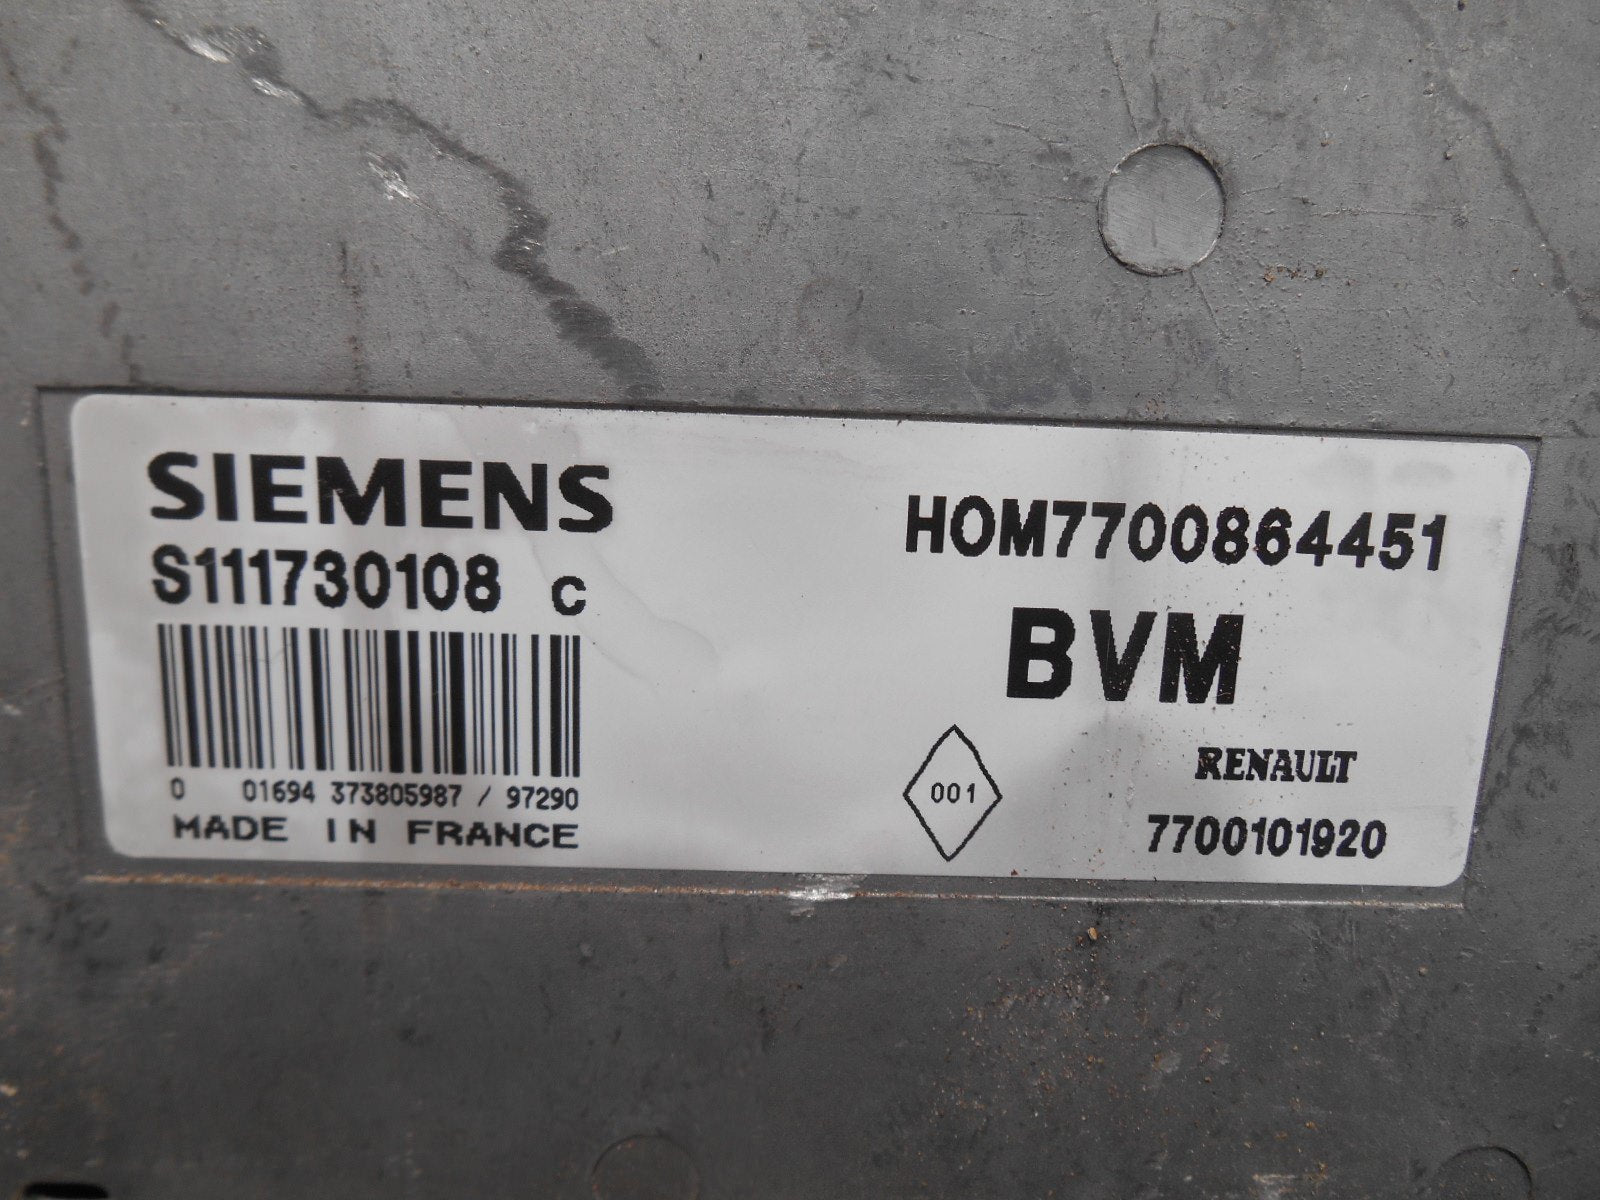 SIEMENS
S111730108 C
0 01694 373805987 / 97290
MADE IN FRANCE
HOM7700864451
BVM
001
RENAULT
7700101920